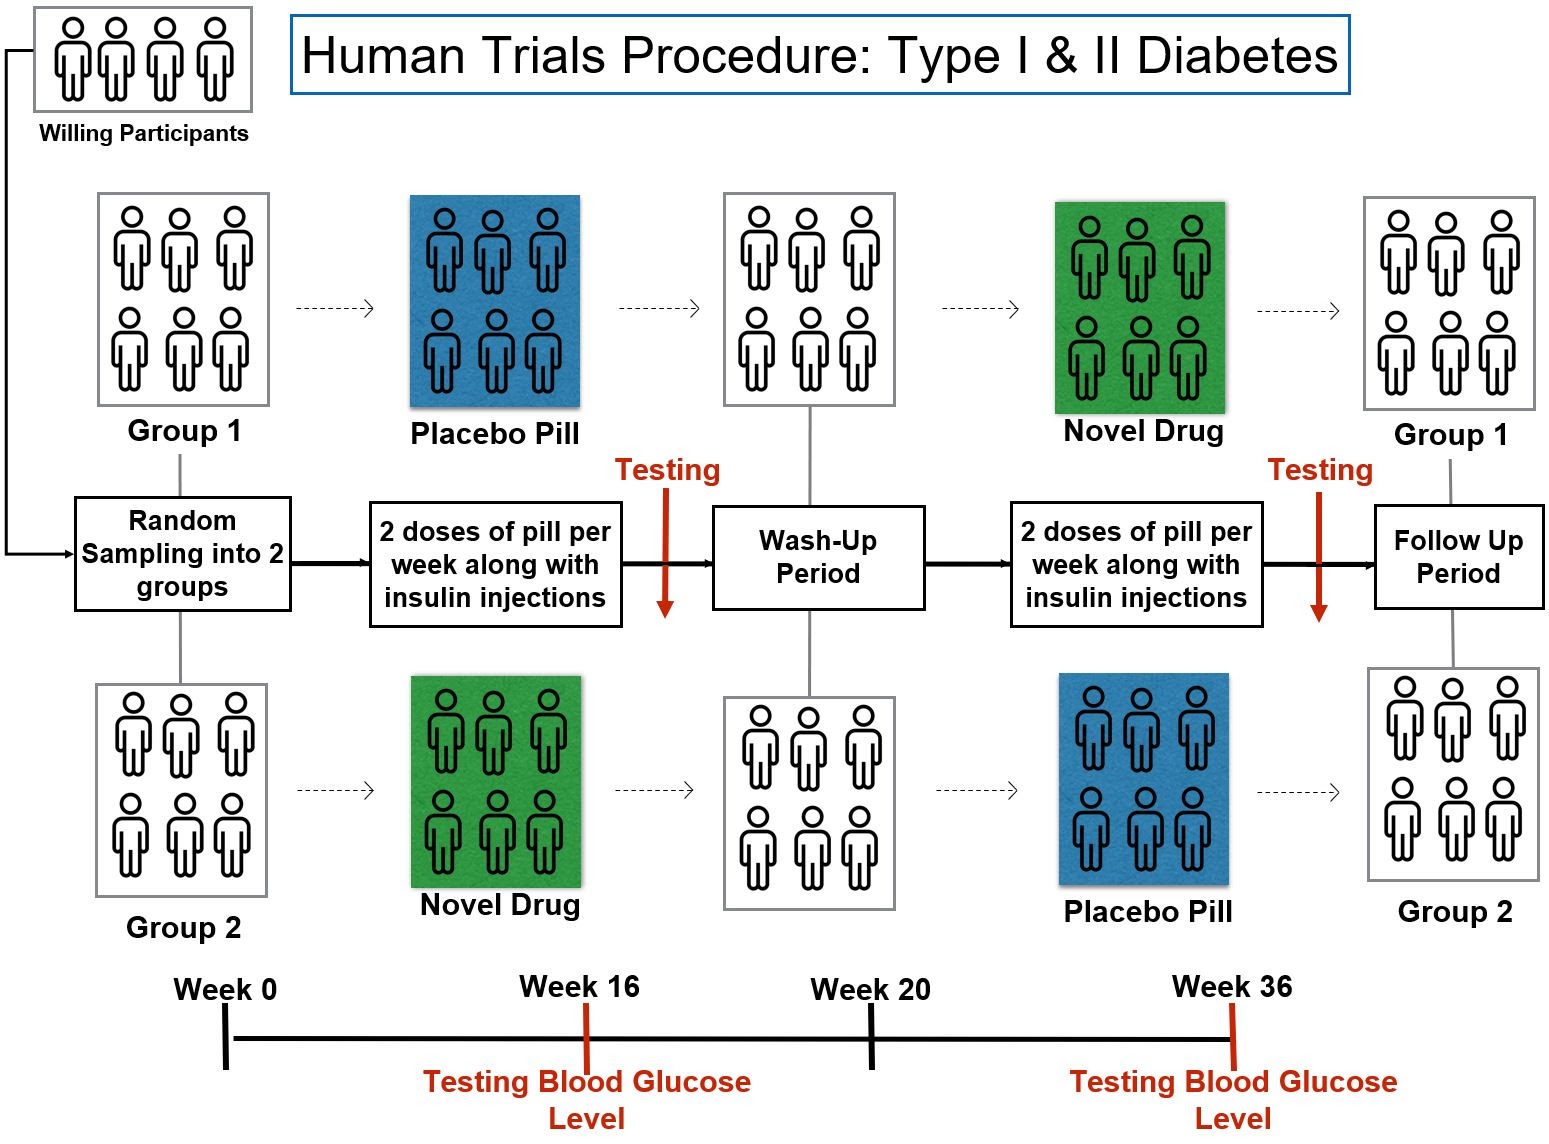 Human Trials Procedure: Type I & II Diabetes
Willing Participants
Group 1
Placebo Pill
Novel Drug
Group 1
Testing
Testing
Random
Sampling into 2
groups
2 doses of pill per
week along with
insulin injections
Wash-Up
Period
2 doses of pill per
week along with
insulin injections
Follow Up
Period
Group 2
Novel Drug
Placebo Pill
Group 2
Week 0
Week 16
Week 20
Week 36
Testing Blood Glucose
Level
Testing Blood Glucose
Level